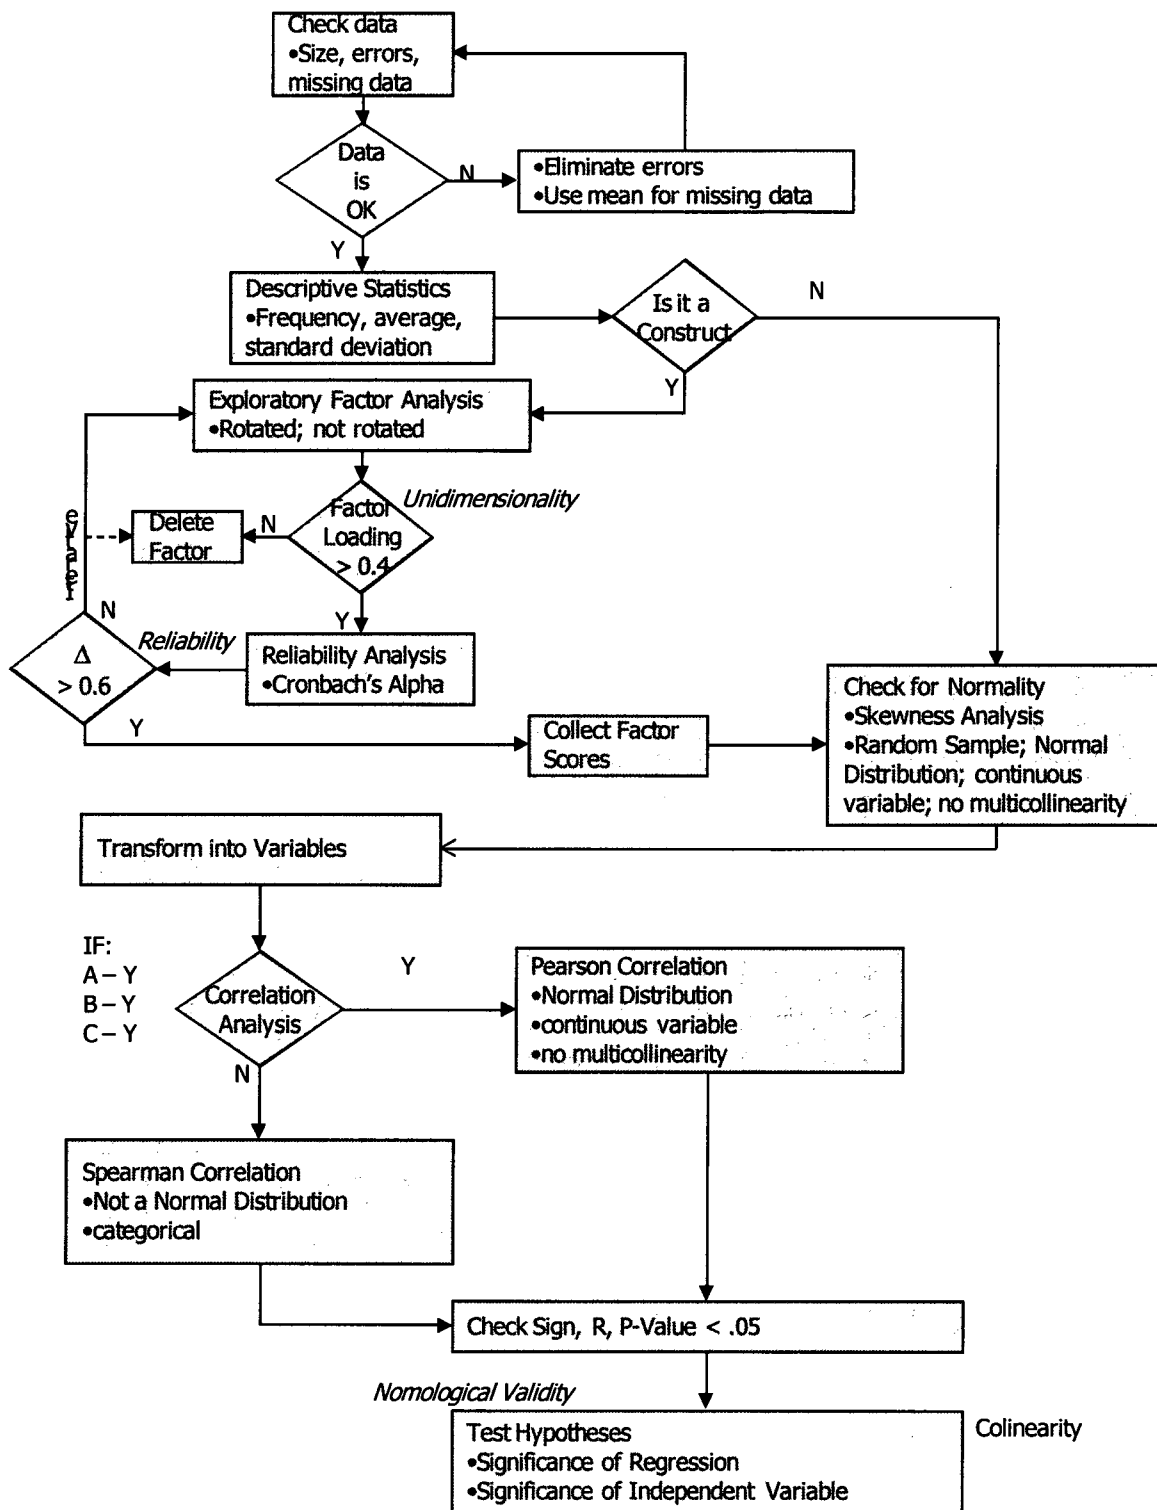 Check data
•Size, errors,
missing data
Data
is
OK
N
•Eliminate errors
•Use mean for missing data
Y
Descriptive Statistics
•Frequency, average,
standard deviation
Is it a
Construct
N
Y
Exploratory Factor Analysis
•Rotated; not rotated
Unidimensionality
Factor
Loading
> 0.4
N
Delete
Factor
Y
N
Reliability
Δ
> 0.6
Reliability Analysis
•Cronbach's Alpha
Y
Collect Factor
Scores
Check for Normality
•Skewness Analysis
•Random Sample; Normal
Distribution; continuous
variable; no multicollinearity
Transform into Variables
IF:
A – Y
B – Y
C – Y
Correlation
Analysis
Y
N
Pearson Correlation
•Normal Distribution
•continuous variable
•no multicollinearity
Spearman Correlation
•Not a Normal Distribution
•categorical
Check Sign, R, P-Value < .05
Nomological Validity
Test Hypotheses
•Significance of Regression
•Significance of Independent Variable
Colinearity